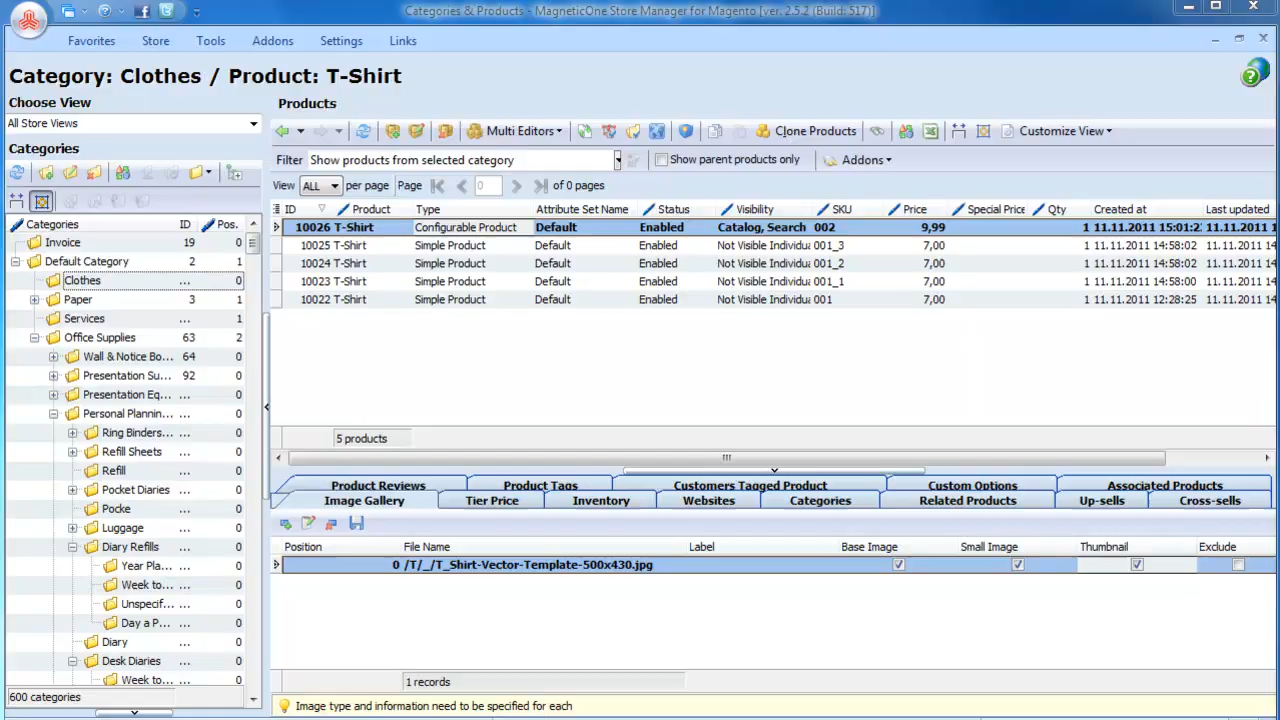 Categories & Products - MagneticOne Store Manager for Magento [ver. 2.5.2 (Build: 517)]
Favorites Store Tools Addons Settings Links
Category: Clothes / Product: T-Shirt
Choose View
All Store Views
Categories
Categories ID Pos.
Invoice 19 0
Default Category 2 1
Clothes ... 0
Paper 3 1
Services ... 1
Office Supplies 63 2
Wall & Notice Bo... 64 0
Presentation Su... 92 0
Presentation Eq... ... 0
Personal Plannin... ... 0
Ring Binders... ... 0
Refill Sheets ... 0
Refill ... 0
Pocket Diaries ... 0
Pocke ... 0
Luggage ... 0
Diary Refills ... 0
Year Pla... ... 0
Week to... ... 0
Unspecif... ... 0
Day a P... ... 0
Diary ... 0
Desk Diaries ... 0
Week to... ... 0
600 categories
Products
Multi Editors Clone Products Customize View
Filter Show products from selected category Show parent products only Addons
View ALL per page Page 0 of 0 pages
ID Product Type Attribute Set Name Status Visibility SKU Price Special Price Qty Created at Last updated
10026 T-Shirt Configurable Product Default Enabled Catalog, Search 002 9,99 1 11.11.2011 15:01:2 11.11.2011 1
10025 T-Shirt Simple Product Default Enabled Not Visible Individua 001_3 7,00 1 11.11.2011 14:58:02 11.11.2011 14
10024 T-Shirt Simple Product Default Enabled Not Visible Individua 001_2 7,00 1 11.11.2011 14:58:02 11.11.2011 14
10023 T-Shirt Simple Product Default Enabled Not Visible Individua 001_1 7,00 1 11.11.2011 14:58:00 11.11.2011 14
10022 T-Shirt Simple Product Default Enabled Not Visible Individua 001 7,00 1 11.11.2011 12:28:25 11.11.2011 14
5 products
Product Reviews Product Tags Customers Tagged Product Custom Options Associated Products
Image Gallery Tier Price Inventory Websites Categories Related Products Up-sells Cross-sells
Position File Name Label Base Image Small Image Thumbnail Exclude
0 /T/_/T_Shirt-Vector-Template-500x430.jpg
1 records
Image type and information need to be specified for each